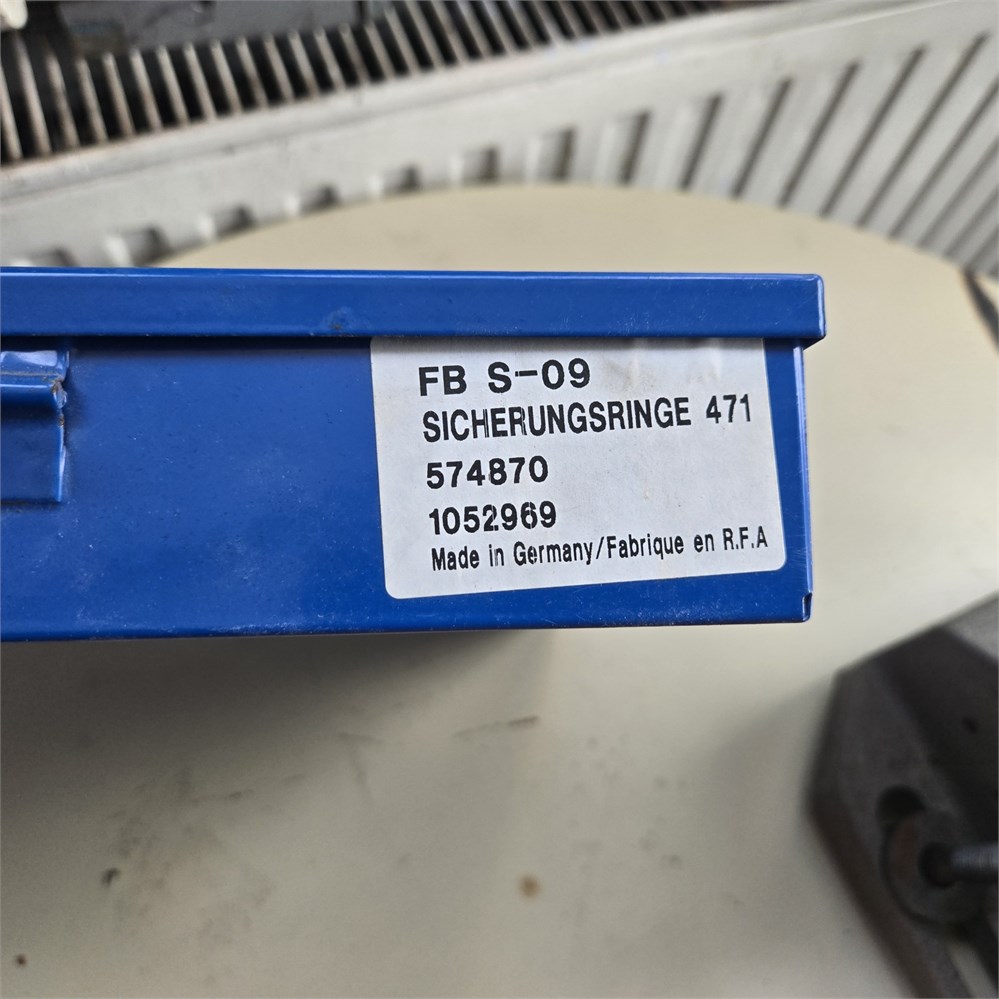 FB S-09
SICHERUNGSRINGE 471
574870
1052969
Made in Germany/Fabrique en R.F.A